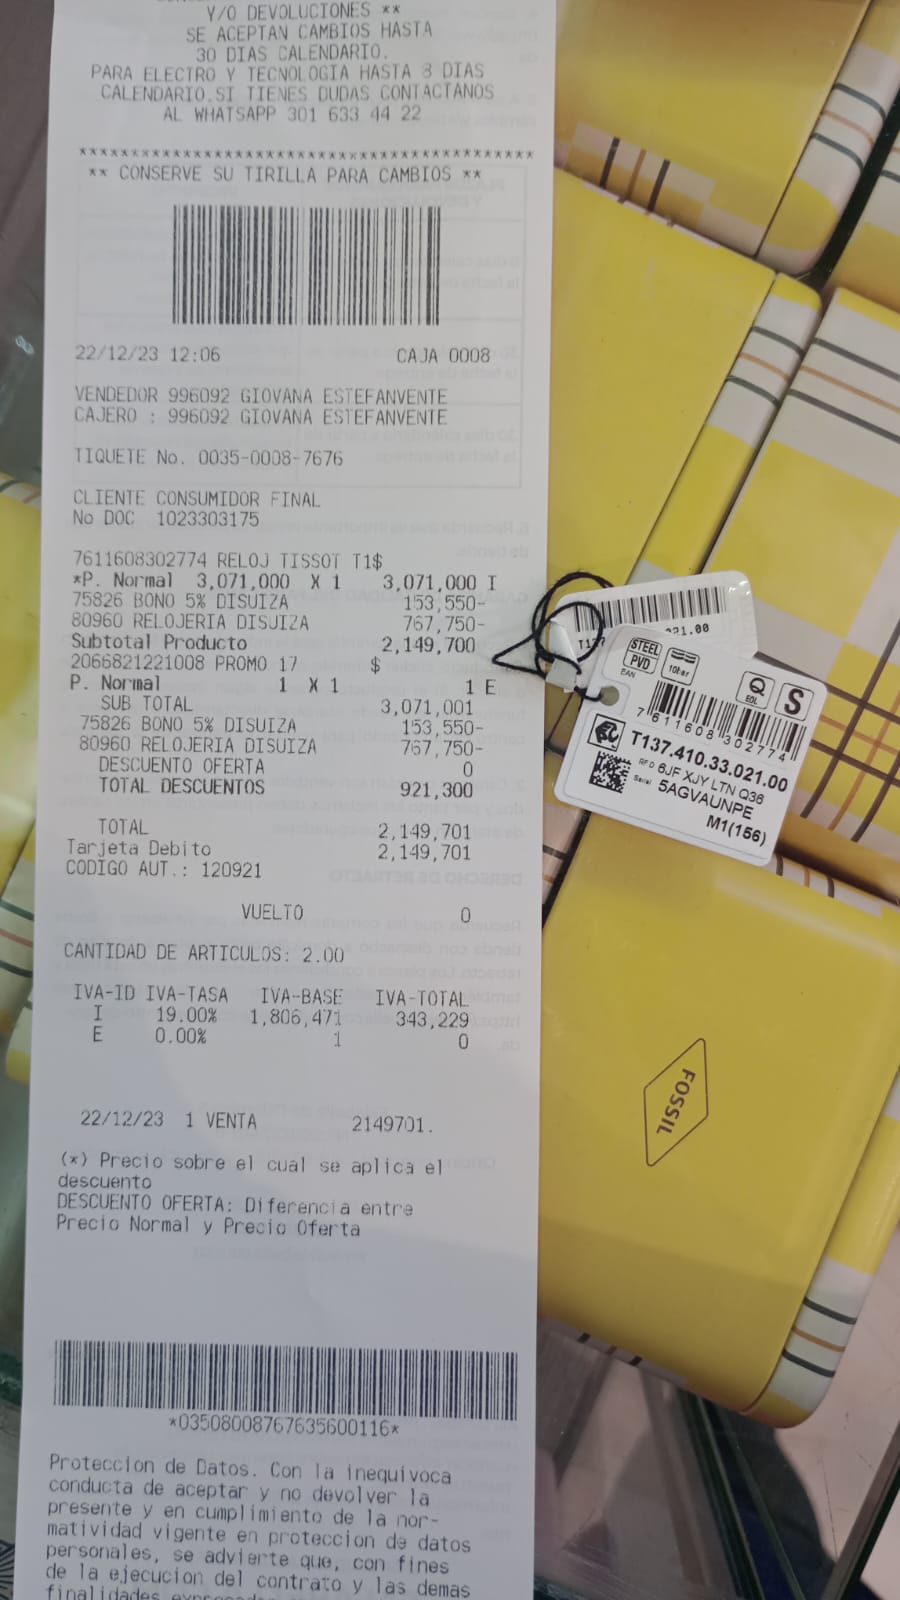 Y/O DEVOLUCIONES **
SE ACEPTAN CAMBIOS HASTA
30 DIAS CALENDARIO.
PARA ELECTRO Y TECNOLOGIA HASTA 8 DIAS
CALENDARIO.SI TIENES DUDAS CONTACTANOS
AL WHATSAPP 301 633 44 22
** CONSERVE SU TIRILLA PARA CAMBIOS **
22/12/23 12:06 CAJA 0008
VENDEDOR 996092 GIOVANA ESTEFANVENTE
CAJERO : 996092 GIOVANA ESTEFANVENTE
TIQUETE No. 0035-0008-7676
CLIENTE CONSUMIDOR FINAL
No DOC 1023303175
7611608302774 RELOJ TISSOT T1$
*P. Normal 3,071,000 X 1 3,071,000 I
75826 BONO 5% DISUIZA 153,550-
80960 RELOJERIA DISUIZA 767,750-
Subtotal Producto 2,149,700
2066821221008 PROMO 17 $
P. Normal 1 X 1 1 E
SUB TOTAL 3,071,001
75826 BONO 5% DISUIZA 153,550-
80960 RELOJERIA DISUIZA 767,750-
DESCUENTO OFERTA 0
TOTAL DESCUENTOS 921,300
TOTAL 2,149,701
Tarjeta Debito 2,149,701
CODIGO AUT.: 120921
VUELTO 0
CANTIDAD DE ARTICULOS: 2.00
IVA-ID IVA-TASA IVA-BASE IVA-TOTAL
I 19.00% 1,806,471 343,229
E 0.00% 1 0
22/12/23 1 VENTA 2149701.
(*) Precio sobre el cual se aplica el
descuento
DESCUENTO OFERTA: Diferencia entre
Precio Normal y Precio Oferta
*03508008767635600116*
Proteccion de Datos. Con la inequivoca
conducta de aceptar y no devolver la
presente y en cumplimiento de la nor-
matividad vigente en proteccion de datos
personales, se advierte que, con fines
de la ejecucion del contrato y las demas
finalidades
STEEL
PVD
10bar
EAN
Q
EOL
S
7 611608 302774
T137.410.33.021.00
RFD 6JF XJY LTN Q36
Serial 5AGVAUNPE
M1(156)
FOSSIL